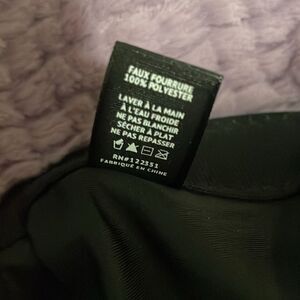 FAUX FOURRURE
100% POLYESTER
LAVER À LA MAIN
À L'EAU FROIDE
NE PAS BLANCHIR
SÉCHER À PLAT
NE PAS REPASSER
RN#122551
FABRIQUÉ EN CHINE